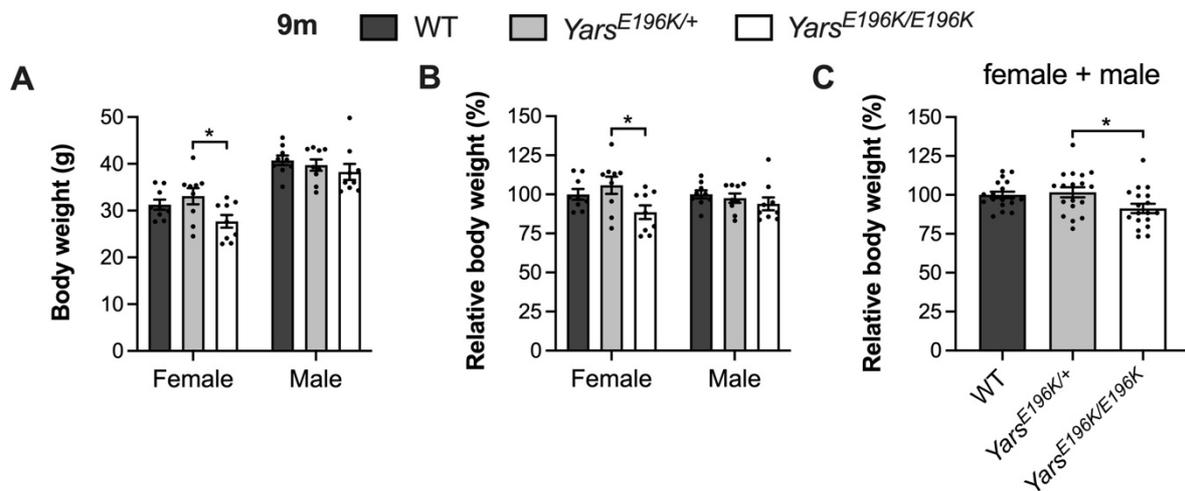 9m WT Yars^E196K/+ Yars^E196K/E196K
A
Body weight (g)
50
40
30
20
10
0
*
Female Male
B
Relative body weight (%)
150
125
100
75
50
25
0
*
Female Male
C
female + male
Relative body weight (%)
150
125
100
75
50
25
0
*
WT
Yars^E196K/+
Yars^E196K/E196K